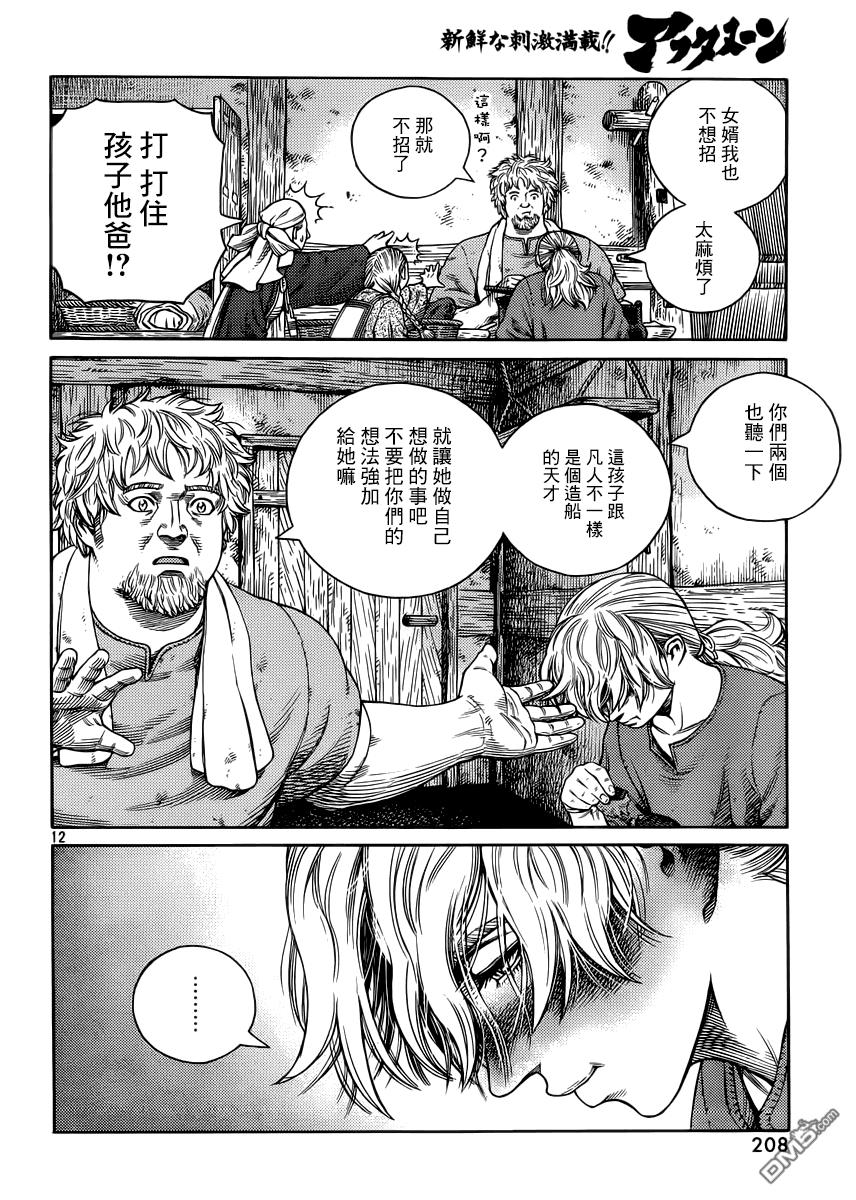 新鮮な刺激満載!!
アフタヌーン
女婿我也
不想招
太麻煩了
這樣啊？
那就
不招了
打 打住
孩子他爸
!?
你們兩個
也聽一下
這孩子跟
凡人不一樣
是個造船
的天才
就讓她做自己
想做的事吧
不要把你們的
想法強加
給她嘛
12
………
208
DM5.com